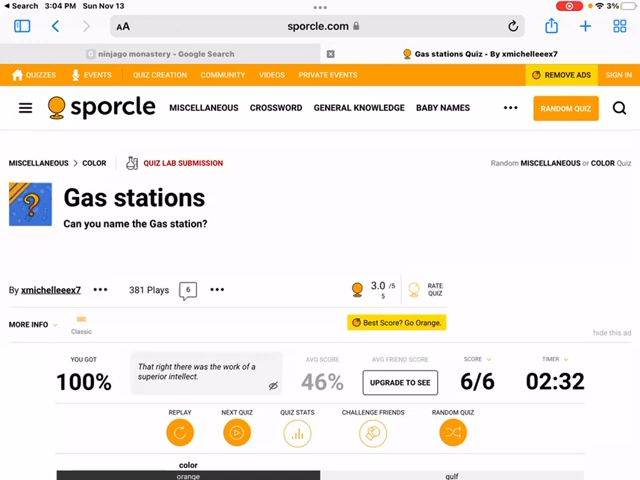 Search 3:04 PM Sun Nov 13 3%
AA sporcle.com
ninjago monastery - Google Search Gas stations Quiz - By xmichelleeex7
QUIZZES EVENTS QUIZ CREATION COMMUNITY VIDEOS PRIVATE EVENTS REMOVE ADS SIGN IN
sporcle MISCELLANEOUS CROSSWORD GENERAL KNOWLEDGE BABY NAMES RANDOM QUIZ
MISCELLANEOUS > COLOR QUIZ LAB SUBMISSION Random MISCELLANEOUS or COLOR Quiz
Gas stations
Can you name the Gas station?
By xmichelleeex7 381 Plays 6 3.0 /5 5 RATE QUIZ
MORE INFO Classic Best Score? Go Orange.
hide this ad
YOU GOT That right there was the work of a superior intellect. AVG SCORE AVG FRIEND SCORE SCORE TIMER
100% 46% UPGRADE TO SEE 6/6 02:32
REPLAY NEXT QUIZ QUIZ STATS CHALLENGE FRIENDS RANDOM QUIZ
color
orange gulf